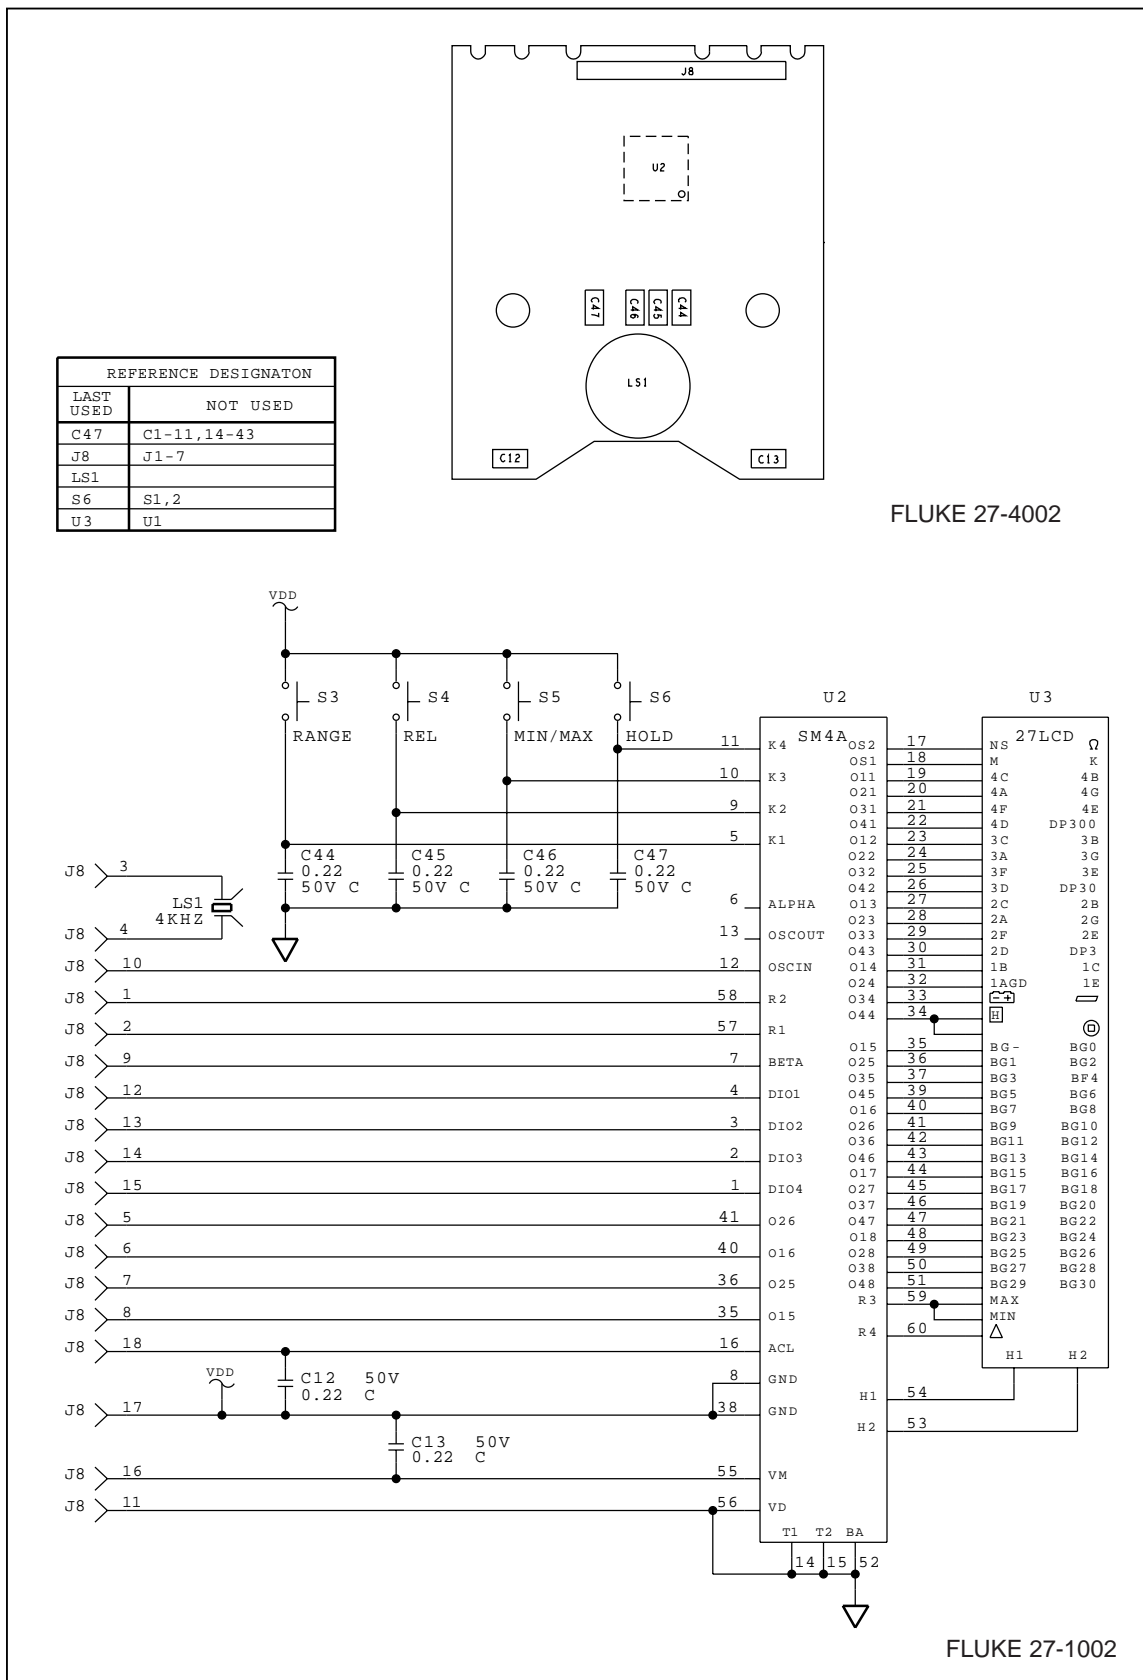 J8
U2
C47 C46 C45 C44
LS1
C12 C13
REFERENCE DESIGNATON
LAST USED NOT USED
C47 C1-11,14-43
J8 J1-7
LS1
S6 S1,2
U3 U1
FLUKE 27-4002
VDD
S3 S4 S5 S6
RANGE REL MIN/MAX HOLD
U2 U3
SM4A 27LCD
11 K4 OS2 17 NS Ω
OS1 18 M K
10 K3 O11 19 4C 4B
O21 20 4A 4G
9 K2 O31 21 4F 4E
O41 22 4D DP300
5 K1 O12 23 3C 3B
C44 0.22 50V C
C45 0.22 50V C
C46 0.22 50V C
C47 0.22 50V C
O22 24 3A 3G
O32 25 3F 3E
O42 26 3D DP30
J8 3
LS1
4KHZ
J8 4
6 ALPHA O13 27 2C 2B
O23 28 2A 2G
13 OSCOUT O33 29 2F 2E
O43 30 2D DP3
J8 10 12 OSCIN O14 31 1B 1C
O24 32 1AGD 1E
J8 1 58 R2 O34 33 - +
O44 34 H
J8 2 57 R1
O15 35 BG- BG0
J8 9 7 BETA O25 36 BG1 BG2
O35 37 BG3 BF4
J8 12 4 DIO1 O45 39 BG5 BG6
O16 40 BG7 BG8
J8 13 3 DIO2 O26 41 BG9 BG10
O36 42 BG11 BG12
J8 14 2 DIO3 O46 43 BG13 BG14
O17 44 BG15 BG16
J8 15 1 DIO4 O27 45 BG17 BG18
O37 46 BG19 BG20
J8 5 41 O26 O47 47 BG21 BG22
O18 48 BG23 BG24
J8 6 40 O16 O28 49 BG25 BG26
O38 50 BG27 BG28
J8 7 36 O25 O48 51 BG29 BG30
R3 59 MAX
J8 8 35 O15 MIN
R4 60 △
J8 18 16 ACL H1 H2
VDD
C12 50V
0.22 C
8 GND H1 54
J8 17 38 GND
H2 53
C13 50V
0.22 C
J8 16 55 VM
J8 11 56 VD
T1 T2 BA
14 15 52
FLUKE 27-1002